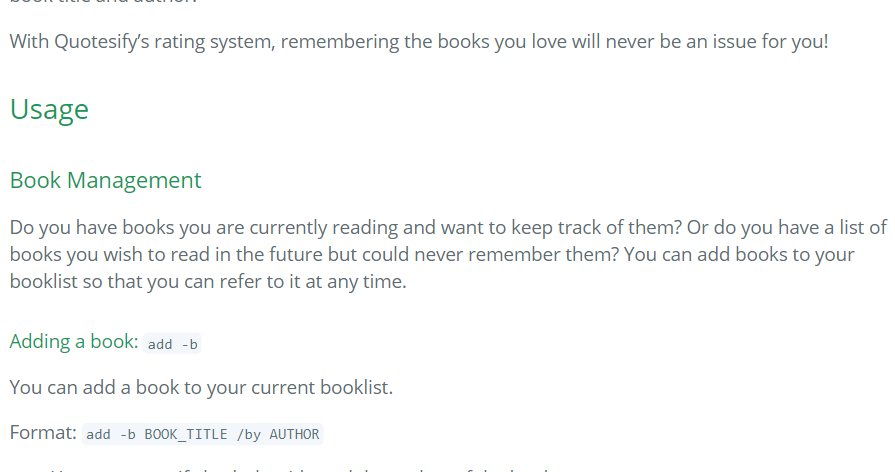 book title and author.
With Quotesify’s rating system, remembering the books you love will never be an issue for you!
Usage
Book Management
Do you have books you are currently reading and want to keep track of them? Or do you have a list of
books you wish to read in the future but could never remember them? You can add books to your
booklist so that you can refer to it at any time.
Adding a book: add -b
You can add a book to your current booklist.
Format: add -b BOOK_TITLE /by AUTHOR